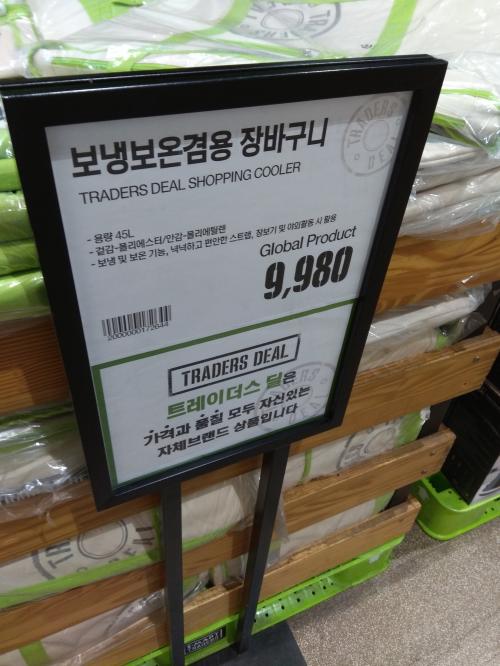 보냉보온겸용 장바구니
TRADERS DEAL SHOPPING COOLER
- 용량 45L
- 겉감-폴리에스터/안감-폴리에틸렌
- 보냉 및 보온 기능, 넉넉하고 편안한 스트랩, 장보기 및 야외활동 시 활용
Global Product
9,980
2000000172644
TRADERS DEAL
트레이더스 딜은
가격과 품질 모두 자신있는
자체브랜드 상품입니다
TRADERS DEAL